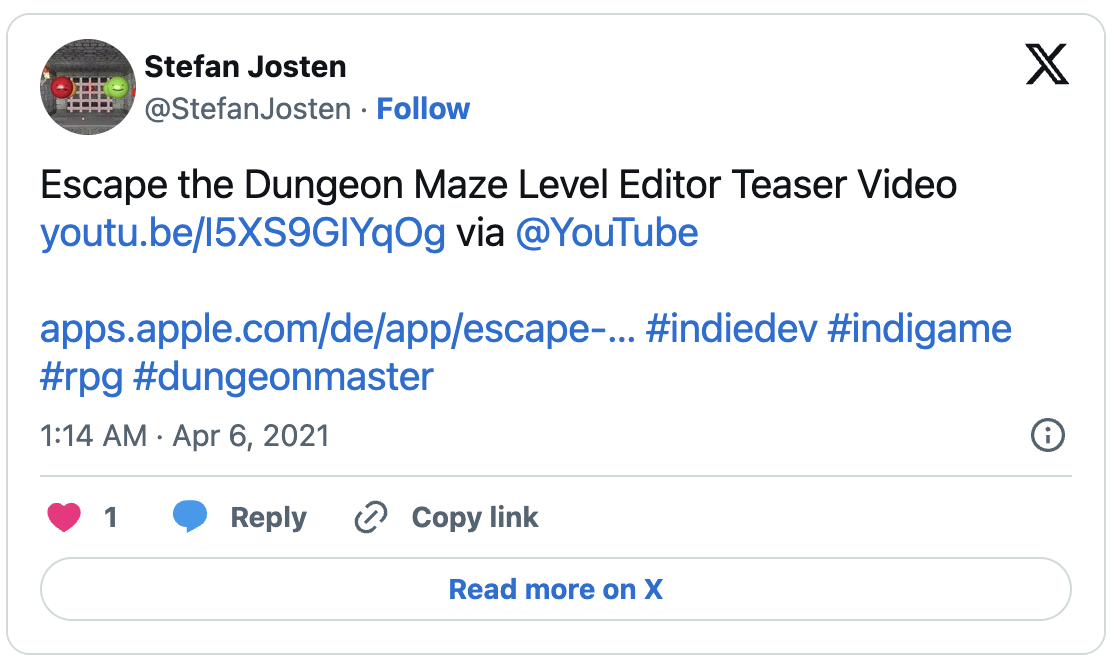 Stefan Josten
@StefanJosten · Follow
Escape the Dungeon Maze Level Editor Teaser Video
youtu.be/I5XS9GIYqOg via @YouTube
apps.apple.com/de/app/escape-... #indiedev #indigame
#rpg #dungeonmaster
1:14 AM · Apr 6, 2021
1 Reply Copy link
Read more on X